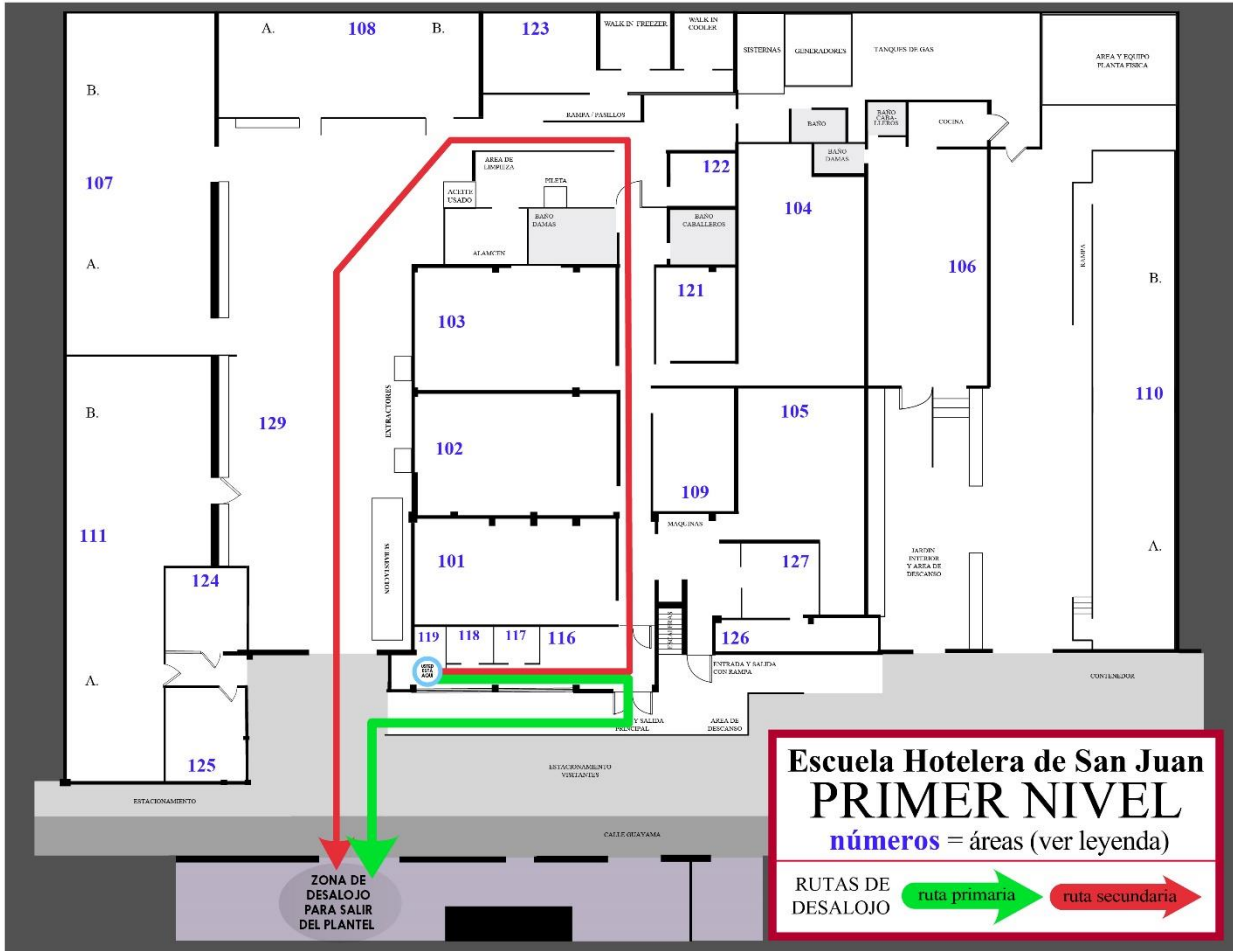 A.
108
B.
123
WALK IN FREEZER
WALK IN
COOLER
SISTERNAS
GENERADORES
TANQUES DE GAS
AREA Y EQUIPO
PLANTA FISICA
B.
RAMPA / PASILLOS
BAÑO
BAÑO
CABA-
LLEROS
COCINA
107
AREA DE
LIMPIEZA
ACEITE
USADO
PILETA
122
BAÑO
DAMAS
104
BAÑO
DAMAS
BAÑO
CABALLEROS
ALAMCEN
A.
106
RAMPA
B.
121
103
EXTRACTORES
110
B.
129
105
102
109
111
MAQUINAS
101
SUBAESTACION
127
JARDIN
INTERIOR
Y AREA DE
DESCANSO
A.
124
119
118
117
116
ESCALERAS
126
USTED
ESTA
AQUI
ENTRADA Y SALIDA
CON RAMPA
CONTENEDOR
A.
Y SALIDA
PRINCIPAL
AREA DE
DESCANSO
125
ESTACIONAMIENTO
VISITANTES
ESTACIONAMIENTO
CALLE GUAYAMA
ZONA DE
DESALOJO
PARA SALIR
DEL PLANTEL
Escuela Hotelera de San Juan
PRIMER NIVEL
números = áreas (ver leyenda)
RUTAS DE
DESALOJO
ruta primaria
ruta secundaria